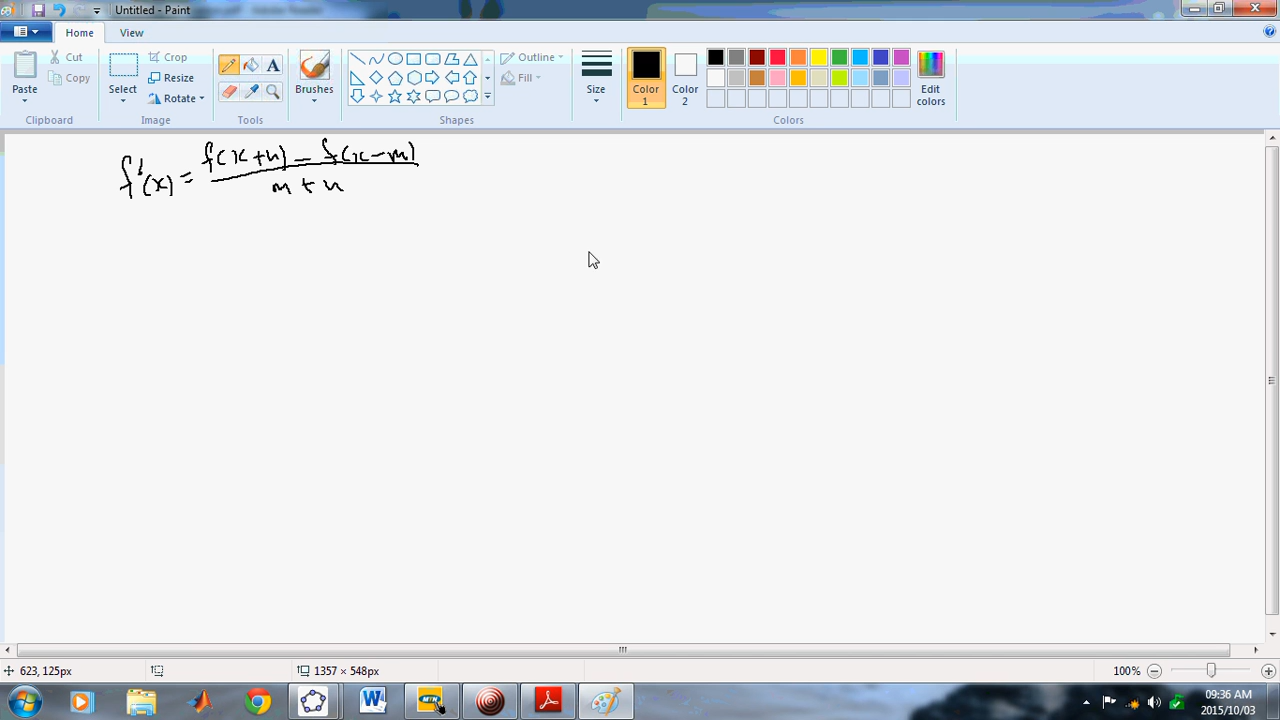 Untitled - Paint
Home View
Paste
Cut
Copy
Clipboard
Select
Crop
Resize
Rotate
Image
Tools
Brushes
Outline
Fill
Shapes
Size
Color 1
Color 2
Edit colors
Colors
f'(x) = f(x+n) - f(x-m)
m + n
623, 125px
1357 × 548px
100%
09:36 AM
2015/10/03